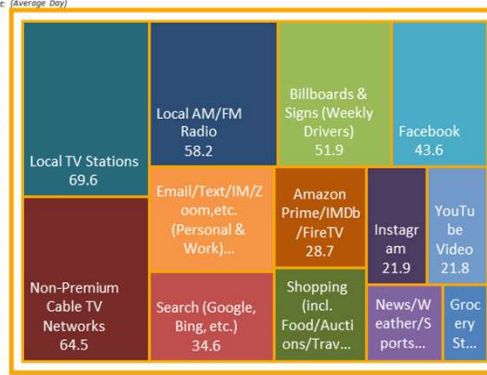 (Average Day)
Local TV Stations
69.6
Non-Premium
Cable TV
Networks
64.5
Local AM/FM
Radio
58.2
Billboards &
Signs (Weekly
Drivers)
51.9
Facebook
43.6
Email/Text/IM/Z
oom,etc.
(Personal &
Work)...
Search (Google,
Bing, etc.)
34.6
Amazon
Prime/IMDb
/FireTV
28.7
Shopping
(incl.
Food/Aucti
ons/Trav...
Instagr
am
21.9
YouTu
be
Video
21.8
News/W
eather/S
ports...
Groc
ery
St...